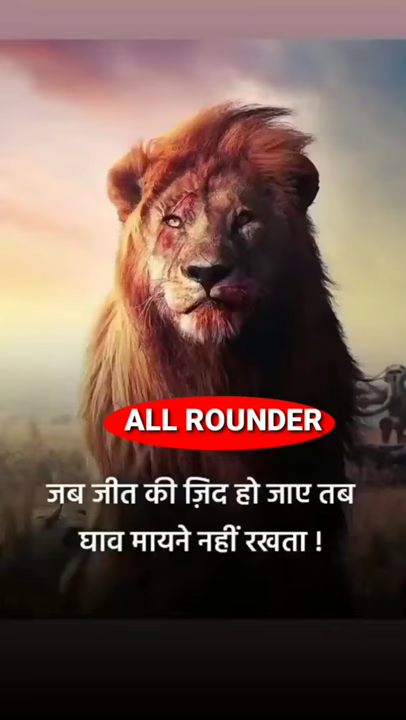 ALL ROUNDER
जब जीत की ज़िद हो जाए तब
घाव मायने नहीं रखता !